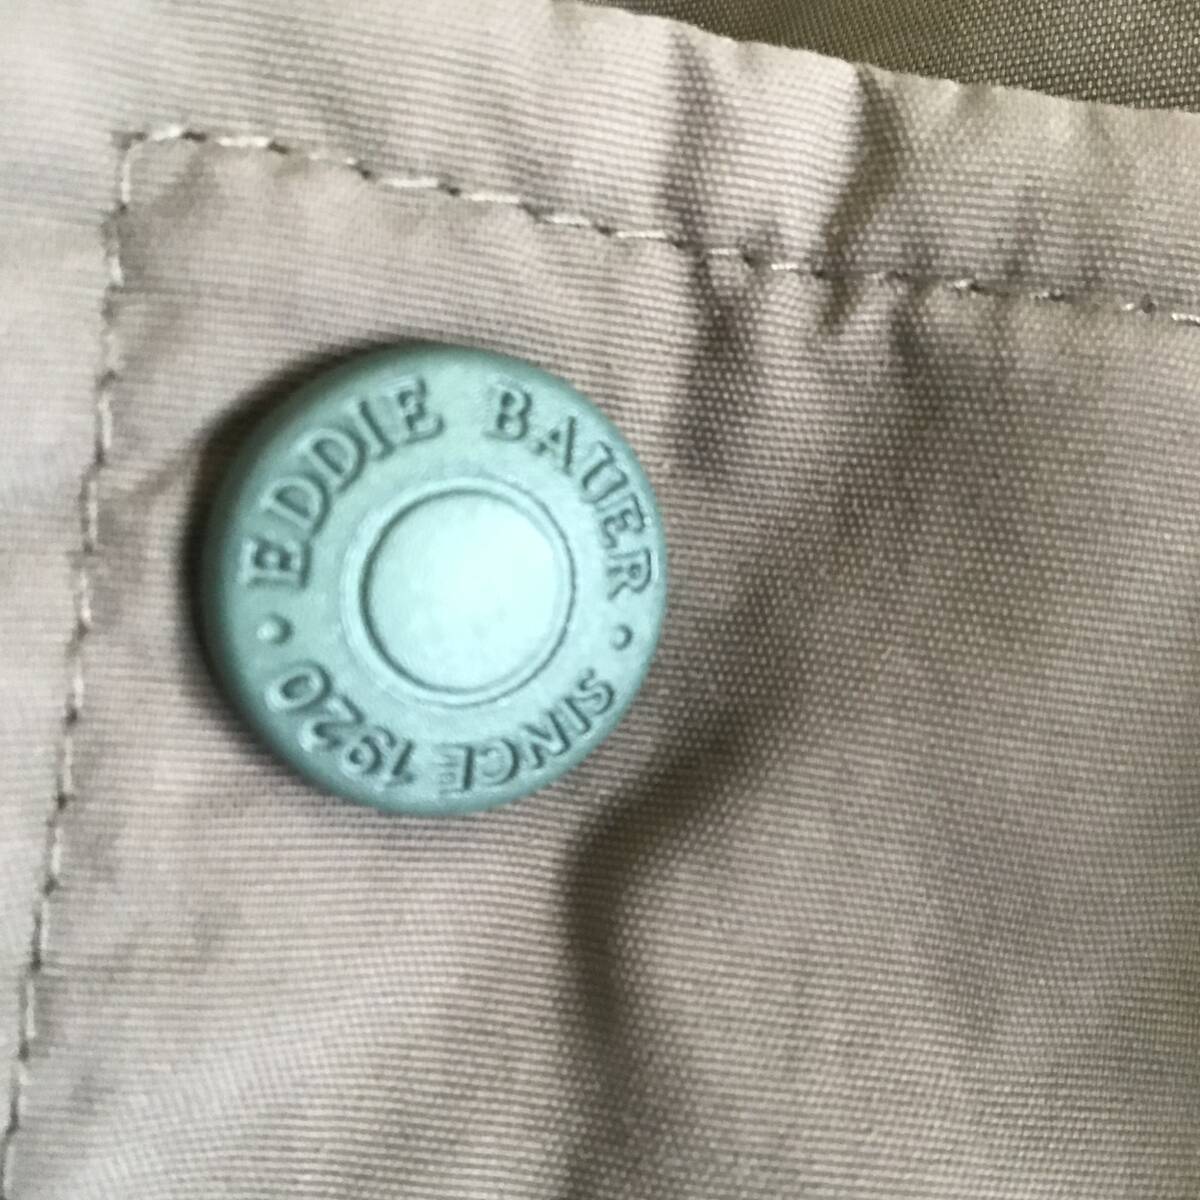 EDDIE BAUER
· SINCE 1920 ·